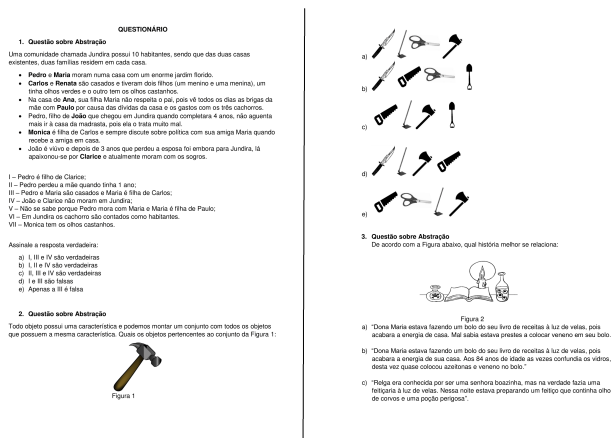 QUESTIONÁRIO
1. Questão sobre Abstração
Uma comunidade chamada Jundira possui 10 habitantes, sendo que das duas casas
existentes, duas famílias residem em cada casa.
• Pedro e Maria moram numa casa com um enorme jardim florido.
• Carlos e Renata são casados e tiveram dois filhos (um menino e uma menina), um
tinha olhos verdes e o outro tem os olhos castanhos.
• Na casa de Ana, sua filha Maria não respeita o pai, pois vê todos os dias as brigas da
mãe com Paulo por causa das dívidas da casa e os gastos com os três cachorros.
• Pedro, filho de João que chegou em Jundira quando completara 4 anos, não aguenta
mais ir à casa da madrasta, pois ela o trata muito mal.
• Monica é filha de Carlos e sempre discute sobre política com sua amiga Maria quando
recebe a amiga em casa.
• João é viúvo e depois de 3 anos que perdeu a esposa foi embora para Jundira, lá
apaixonou-se por Clarice e atualmente moram com os sogros.
I – Pedro é filho de Clarice;
II – Pedro perdeu a mãe quando tinha 1 ano;
III – Pedro e Maria são casados e Maria é filha de Carlos;
IV – João e Clarice não moram em Jundira;
V – Não se sabe porque Pedro mora com Maria e Maria é filha de Paulo;
VI – Em Jundira os cachorro são contados como habitantes.
VII – Monica tem os olhos castanhos.
Assinale a resposta verdadeira:
a) I, III e IV são verdadeiras
b) I, II e IV são verdadeiras
c) II, III e IV são verdadeiras
d) I e III são falsas
e) Apenas a III é falsa
2. Questão sobre Abstração
Todo objeto possui uma característica e podemos montar um conjunto com todos os objetos
que possuem a mesma característica. Quais os objetos pertencentes ao conjunto da Figura 1:
Figura 1
a)
b)
c)
d)
e)
3. Questão sobre Abstração
De acordo com a Figura abaixo, qual história melhor se relaciona:
Figura 2
a) "Dona Maria estava fazendo um bolo do seu livro de receitas à luz de velas, pois
acabara a energia de casa. Mal sabia estava prestes a colocar veneno em seu bolo.
b) "Dona Maria estava fazendo um bolo do seu livro de receitas à luz de velas, pois
acabara a energia de sua casa. Aos 84 anos de idade as vezes confundia os vidros,
desta vez quase colocou azeitonas e veneno no bolo."
c) "Relga era conhecida por ser uma senhora boazinha, mas na verdade fazia uma
feitiçaria à luz de velas. Nessa noite estava preparando um feitiço que continha olho
de corvos e uma poção perigosa".